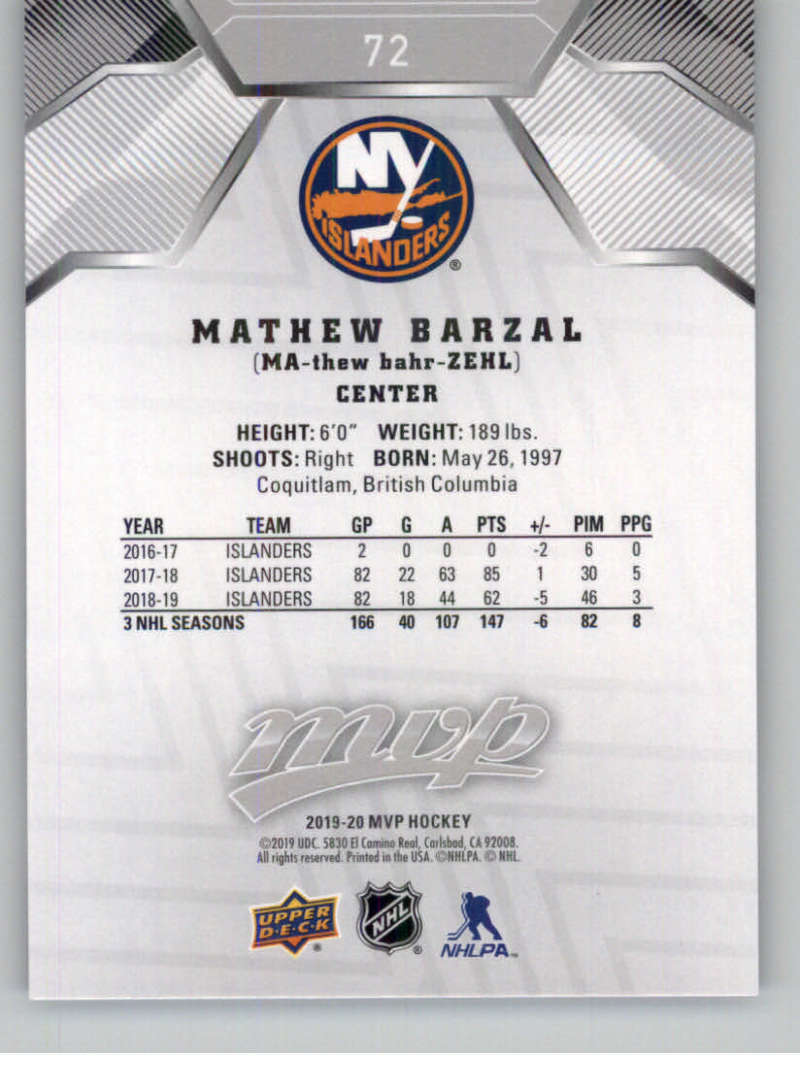 72
NY
ISLANDERS
®
MATHEW BARZAL
(MA-thew bahr-ZEHL)
CENTER
HEIGHT: 6'0" WEIGHT: 189 lbs.
SHOOTS: Right BORN: May 26, 1997
Coquitlam, British Columbia
YEAR TEAM GP G A PTS +/- PIM PPG
2016-17 ISLANDERS 2 0 0 0 -2 6 0
2017-18 ISLANDERS 82 22 63 85 1 30 5
2018-19 ISLANDERS 82 18 44 62 -5 46 3
3 NHL SEASONS 166 40 107 147 -6 82 8
mvp
2019-20 MVP HOCKEY
©2019 UDC. 5830 El Camino Real, Carlsbad, CA 92008.
All rights reserved. Printed in the USA. ©NHLPA. © NHL.
UPPER DECK® NHL® NHLPA™